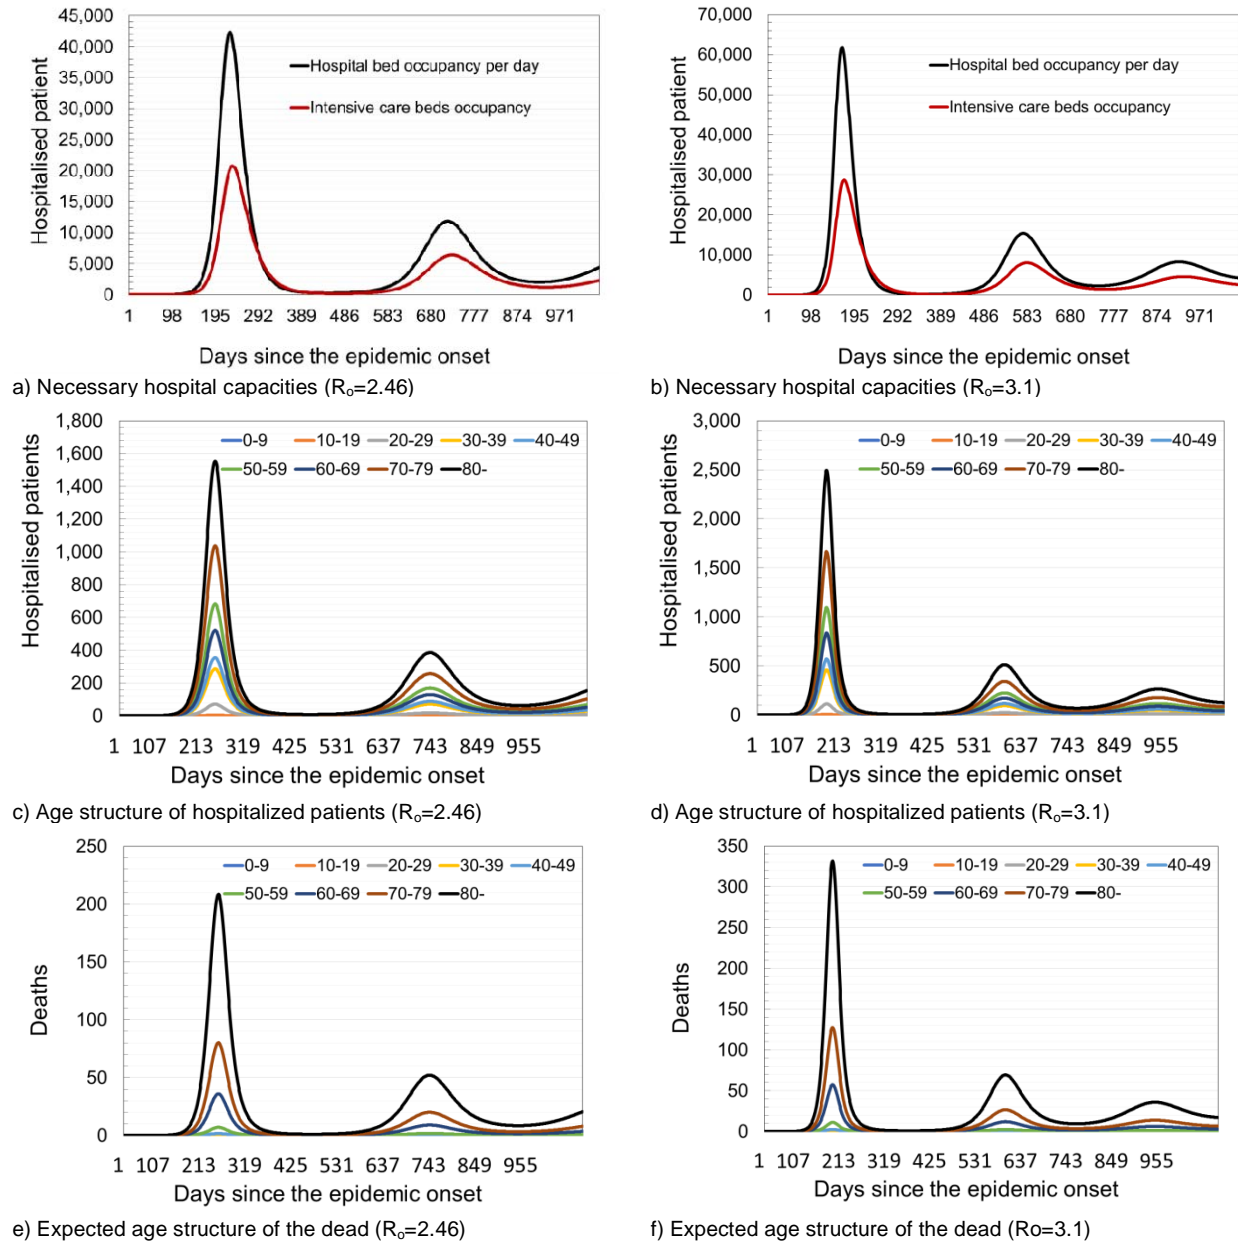 45,000
40,000
35,000
30,000
25,000
20,000
15,000
10,000
5,000
0
Hospitalised patient
Hospital bed occupancy per day
Intensive care beds occupancy
1 98 195 292 389 486 583 680 777 874 971
Days since the epidemic onset
a) Necessary hospital capacities (Rₒ=2.46)
70,000
60,000
50,000
40,000
30,000
20,000
10,000
0
Hospitalised patient
Hospital bed occupancy per day
Intensive care beds occupancy
1 98 195 292 389 486 583 680 777 874 971
Days since the epidemic onset
b) Necessary hospital capacities (Rₒ=3.1)
1,800
1,600
1,400
1,200
1,000
800
600
400
200
0
Hospitalised patients
0-9 10-19 20-29 30-39 40-49
50-59 60-69 70-79 80-
1 107 213 319 425 531 637 743 849 955
Days since the epidemic onset
c) Age structure of hospitalized patients (Rₒ=2.46)
3,000
2,500
2,000
1,500
1,000
500
0
Hospitalised patients
0-9 10-19 20-29 30-39 40-49
50-59 60-69 70-79 80-
1 107 213 319 425 531 637 743 849 955
Days since the epidemic onset
d) Age structure of hospitalized patients (Rₒ=3.1)
250
200
150
100
50
0
Deaths
0-9 10-19 20-29 30-39 40-49
50-59 60-69 70-79 80-
1 107 213 319 425 531 637 743 849 955
Days since the epidemic onset
e) Expected age structure of the dead (Rₒ=2.46)
350
300
250
200
150
100
50
0
Deaths
0-9 10-19 20-29 30-39 40-49
50-59 60-69 70-79 80-
1 107 213 319 425 531 637 743 849 955
Days since the epidemic onset
f) Expected age structure of the dead (Ro=3.1)